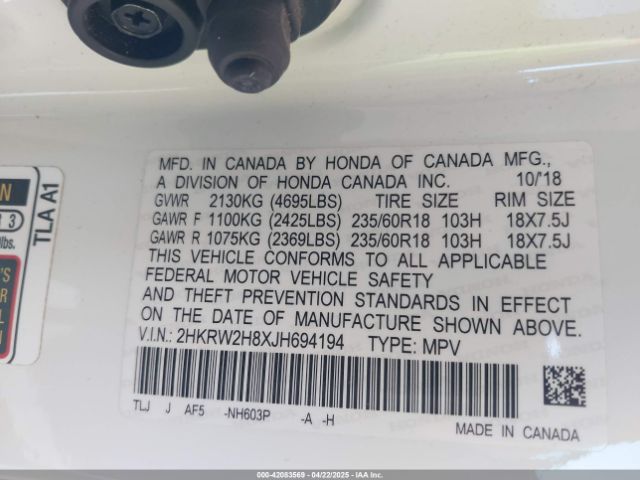 MFD. IN CANADA BY HONDA OF CANADA MFG.,
A DIVISION OF HONDA CANADA INC. 10/'18
GVWR 2130KG (4695LBS) TIRE SIZE RIM SIZE
GAWR F 1100KG (2425LBS) 235/60R18 103H 18X7.5J
GAWR R 1075KG (2369LBS) 235/60R18 103H 18X7.5J
THIS VEHICLE CONFORMS TO ALL APPLICABLE
FEDERAL MOTOR VEHICLE SAFETY
AND THEFT PREVENTION STANDARDS IN EFFECT
ON THE DATE OF MANUFACTURE SHOWN ABOVE.
V.I.N.: 2HKRW2H8XJH694194 TYPE: MPV
TLJ J AF5 -NH603P -A -H
MADE IN CANADA
TLA A1
3
lbs.
000-42083569 - 04/22/2025 - IAA Inc.